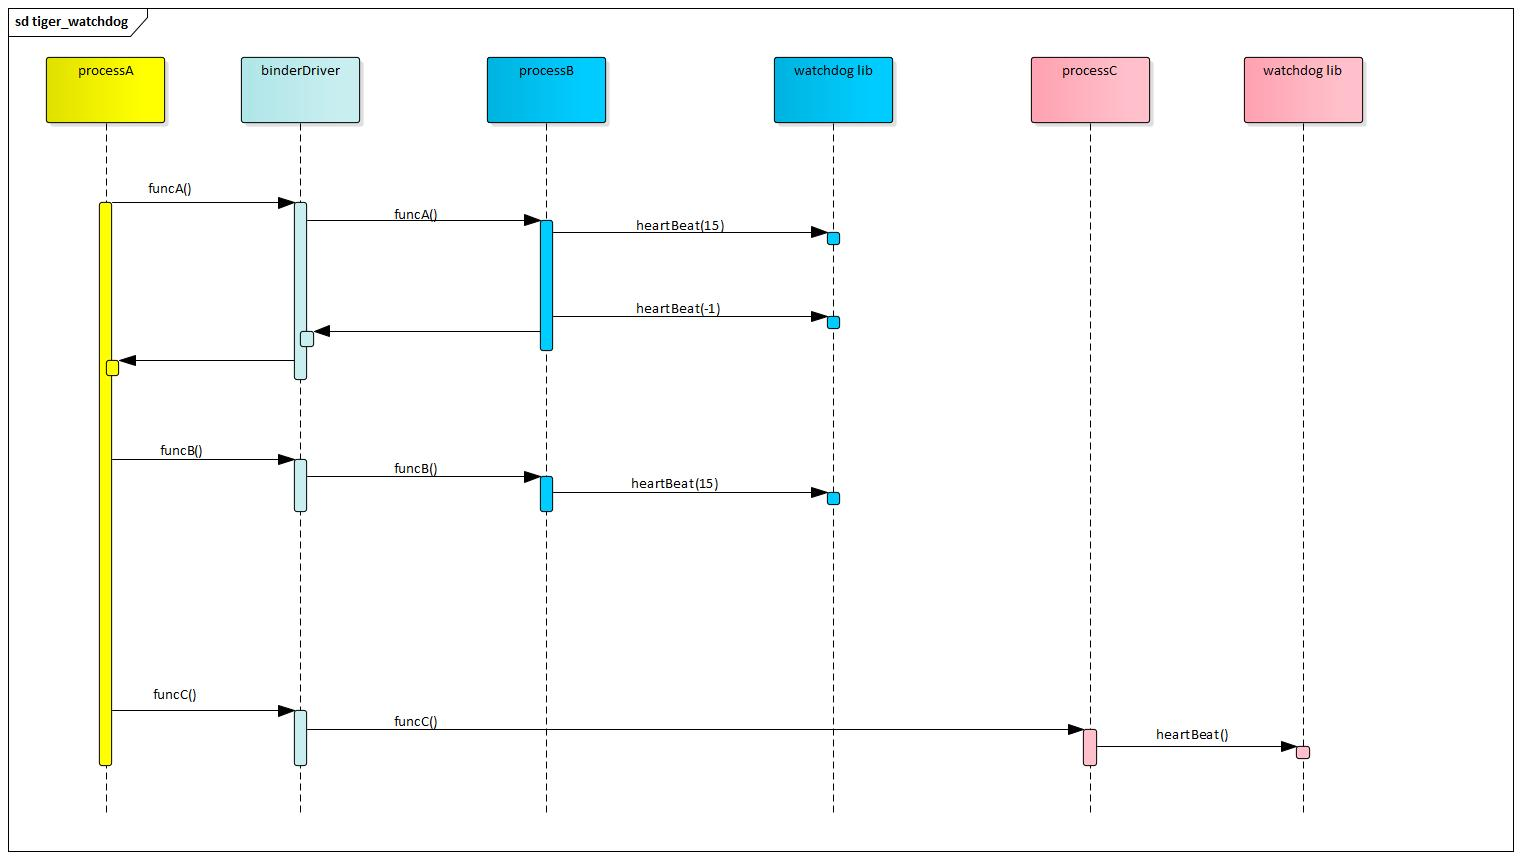 sd tiger_watchdog
processA
binderDriver
processB
watchdog lib
processC
watchdog lib
funcA()
funcA()
heartBeat(15)
heartBeat(-1)
funcB()
funcB()
heartBeat(15)
funcC()
funcC()
heartBeat()